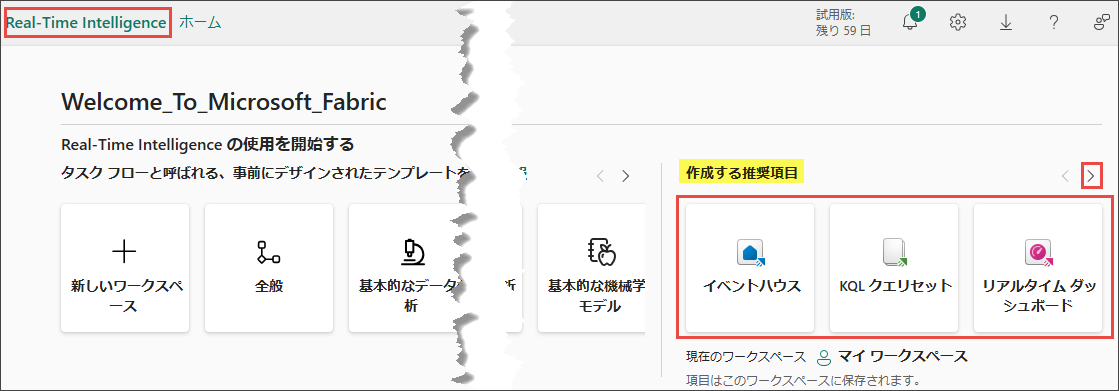 Real-Time Intelligence ホーム
試用版:
残り 59 日
1
Welcome_To_Microsoft_Fabric
Real-Time Intelligence の使用を開始する
タスク フローと呼ばれる、事前にデザインされたテンプレートを
作成する推奨項目
新しいワークスペ
ース
全般
基本的なデータ
析
析
基本的な機械学
モデル
イベントハウス
KQL クエリセット
リアルタイム ダッ
シュボード
現在のワークスペース マイ ワークスペース
項目はこのワークスペースに保存されます。